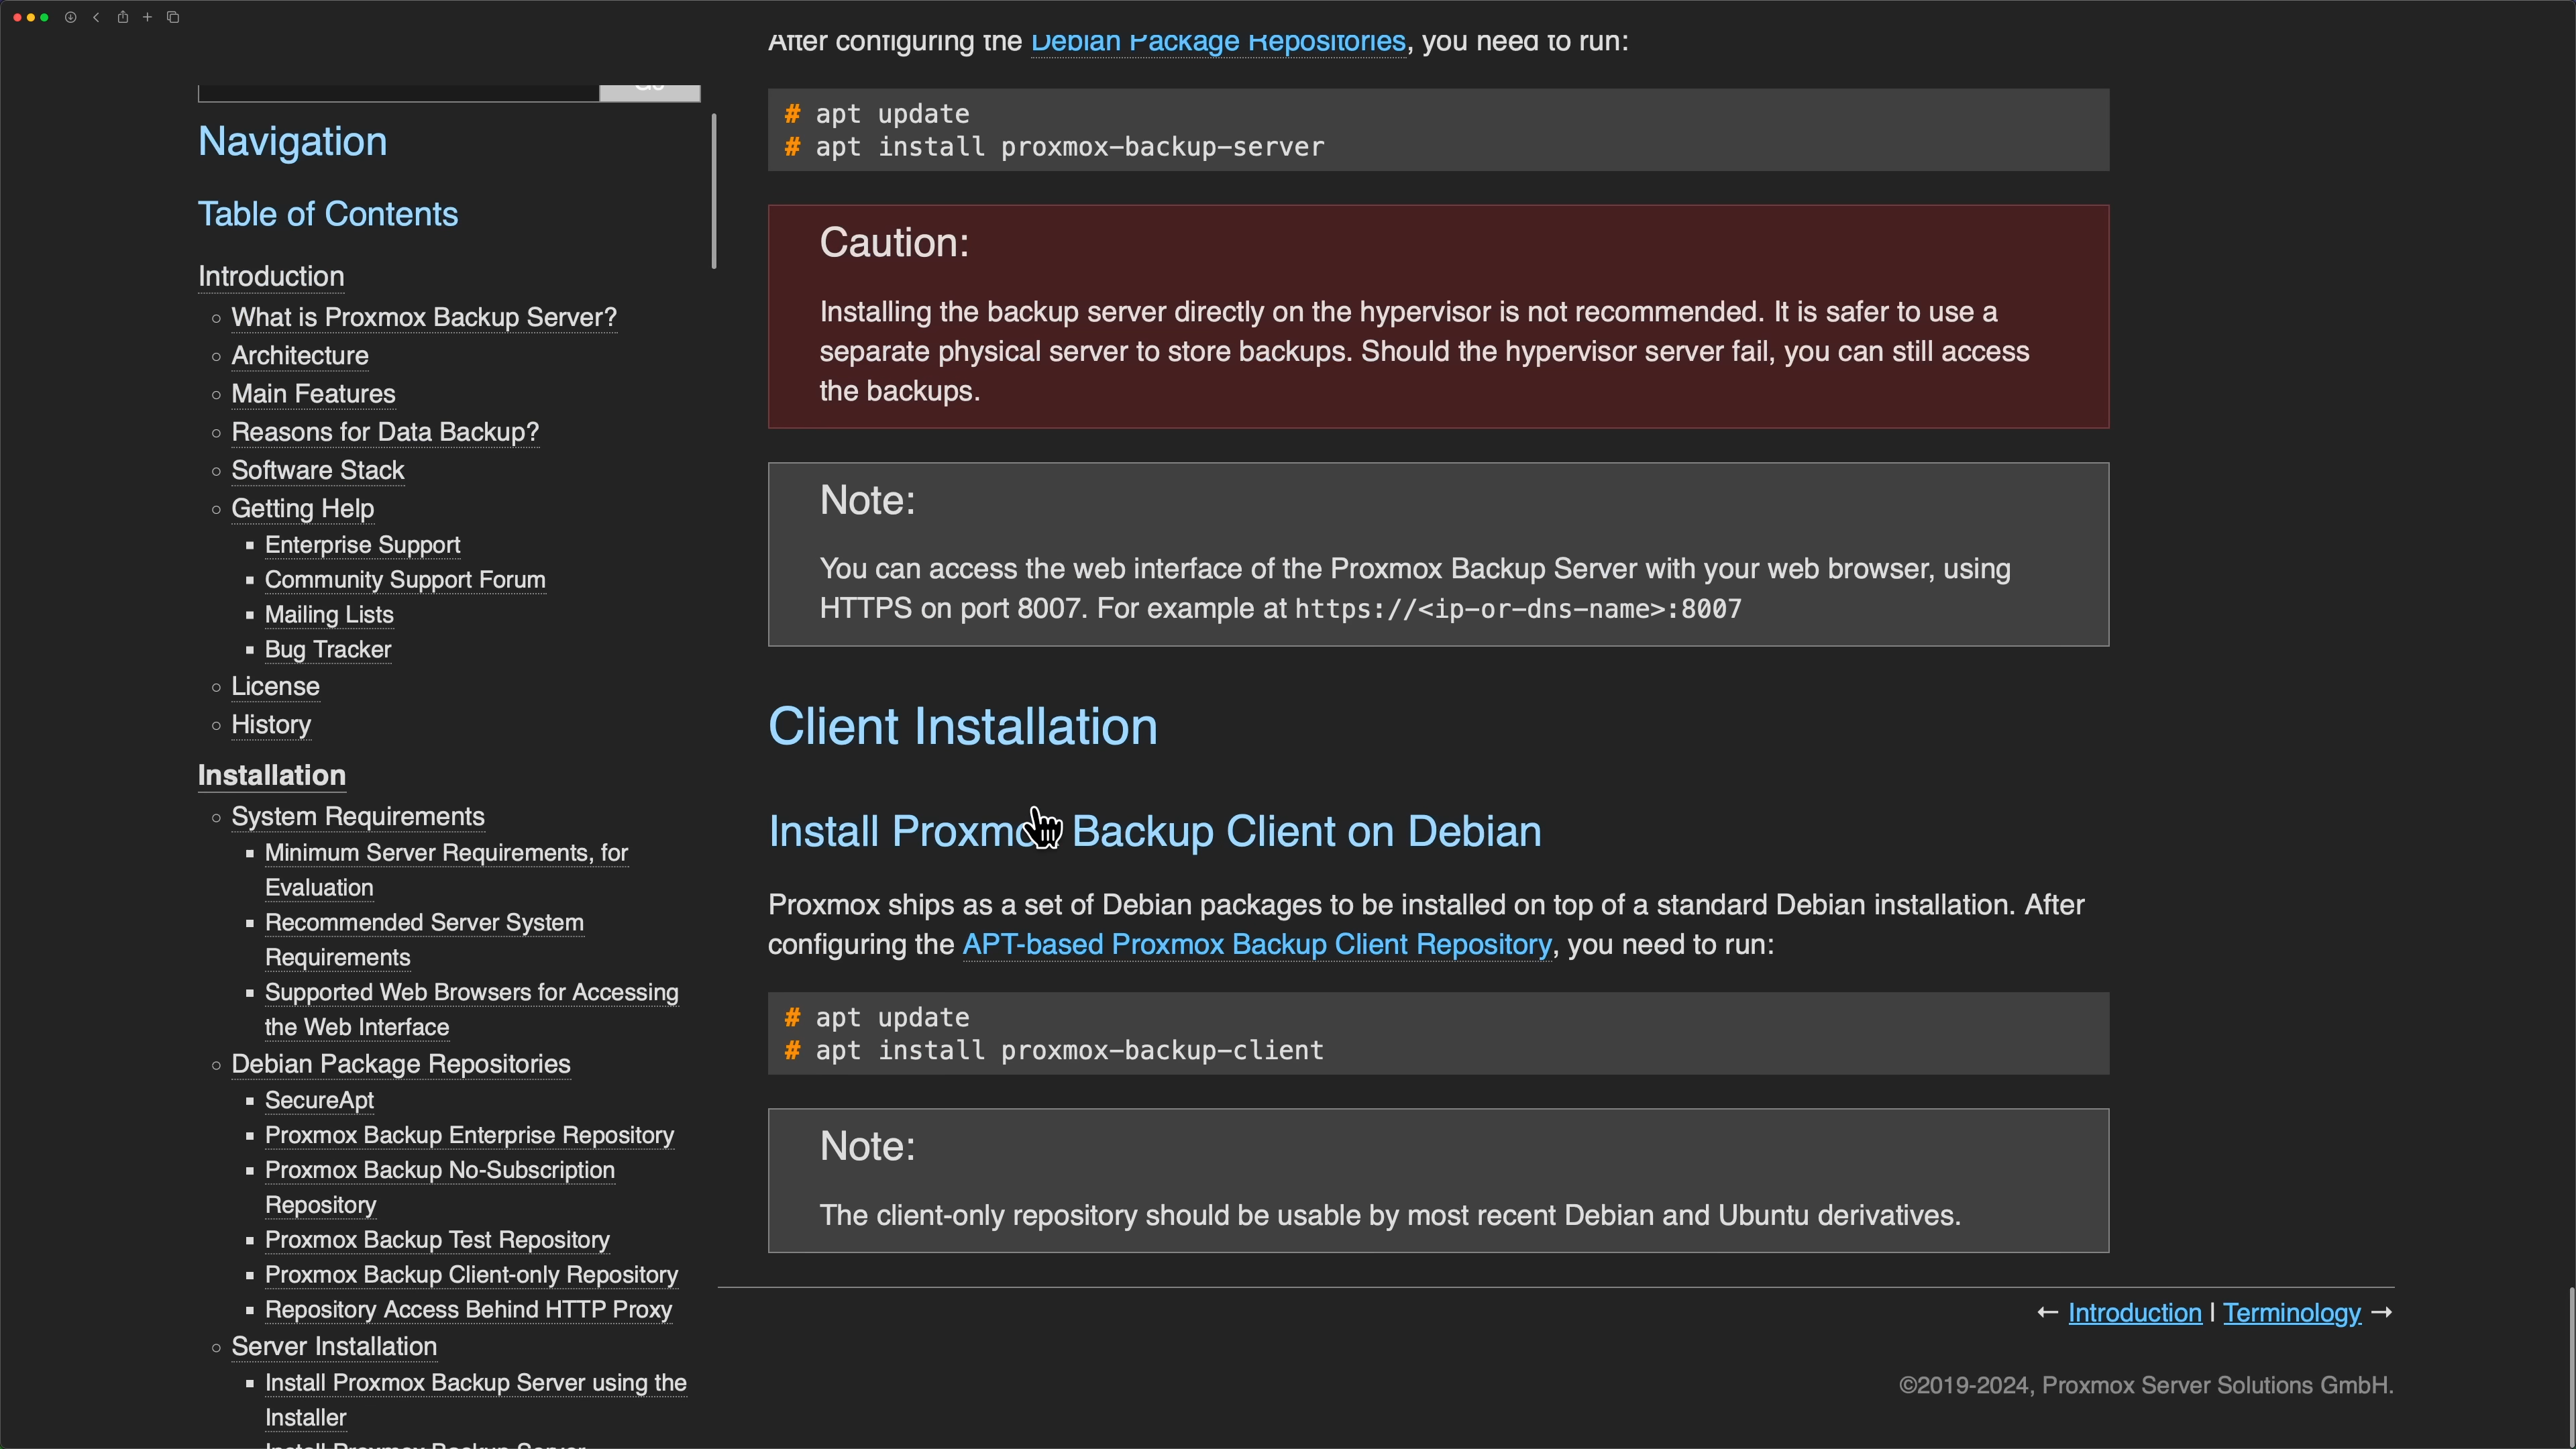 After configuring the Debian Package Repositories, you need to run:
# apt update
# apt install proxmox-backup-server
Caution:
Installing the backup server directly on the hypervisor is not recommended. It is safer to use a
separate physical server to store backups. Should the hypervisor server fail, you can still access
the backups.
Note:
You can access the web interface of the Proxmox Backup Server with your web browser, using
HTTPS on port 8007. For example at https://<ip-or-dns-name>:8007
Client Installation
Install Proxmox Backup Client on Debian
Proxmox ships as a set of Debian packages to be installed on top of a standard Debian installation. After
configuring the APT-based Proxmox Backup Client Repository, you need to run:
# apt update
# apt install proxmox-backup-client
Note:
The client-only repository should be usable by most recent Debian and Ubuntu derivatives.
← Introduction | Terminology →
©2019-2024, Proxmox Server Solutions GmbH.
Go
Navigation
Table of Contents
Introduction
What is Proxmox Backup Server?
Architecture
Main Features
Reasons for Data Backup?
Software Stack
Getting Help
Enterprise Support
Community Support Forum
Mailing Lists
Bug Tracker
License
History
Installation
System Requirements
Minimum Server Requirements, for
Evaluation
Recommended Server System
Requirements
Supported Web Browsers for Accessing
the Web Interface
Debian Package Repositories
SecureApt
Proxmox Backup Enterprise Repository
Proxmox Backup No-Subscription
Repository
Proxmox Backup Test Repository
Proxmox Backup Client-only Repository
Repository Access Behind HTTP Proxy
Server Installation
Install Proxmox Backup Server using the
Installer
Install Proxmox Backup Server